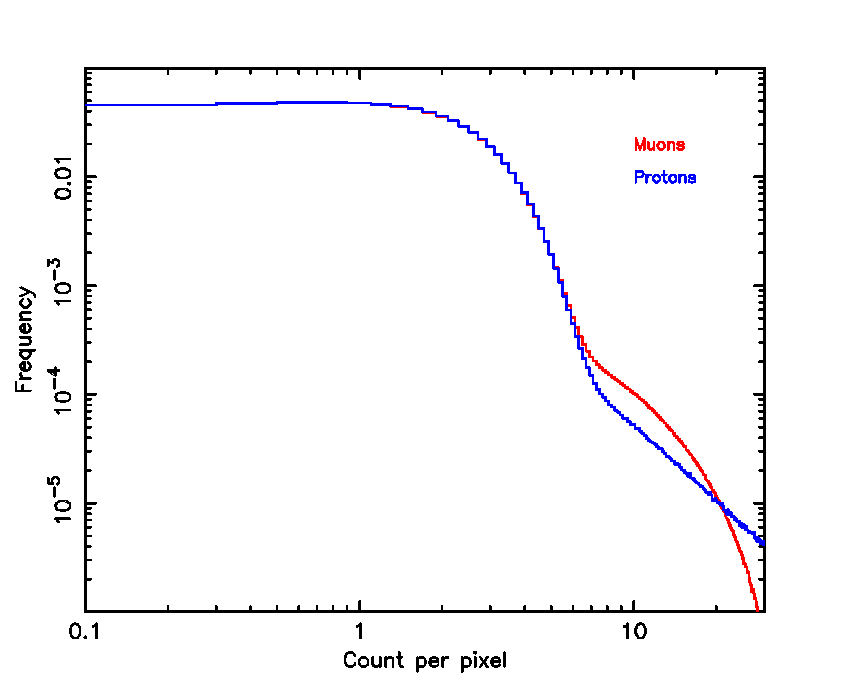 Muons
Protons
0.01
10⁻³
10⁻⁴
10⁻⁵
Frequency
0.1 1 10
Count per pixel